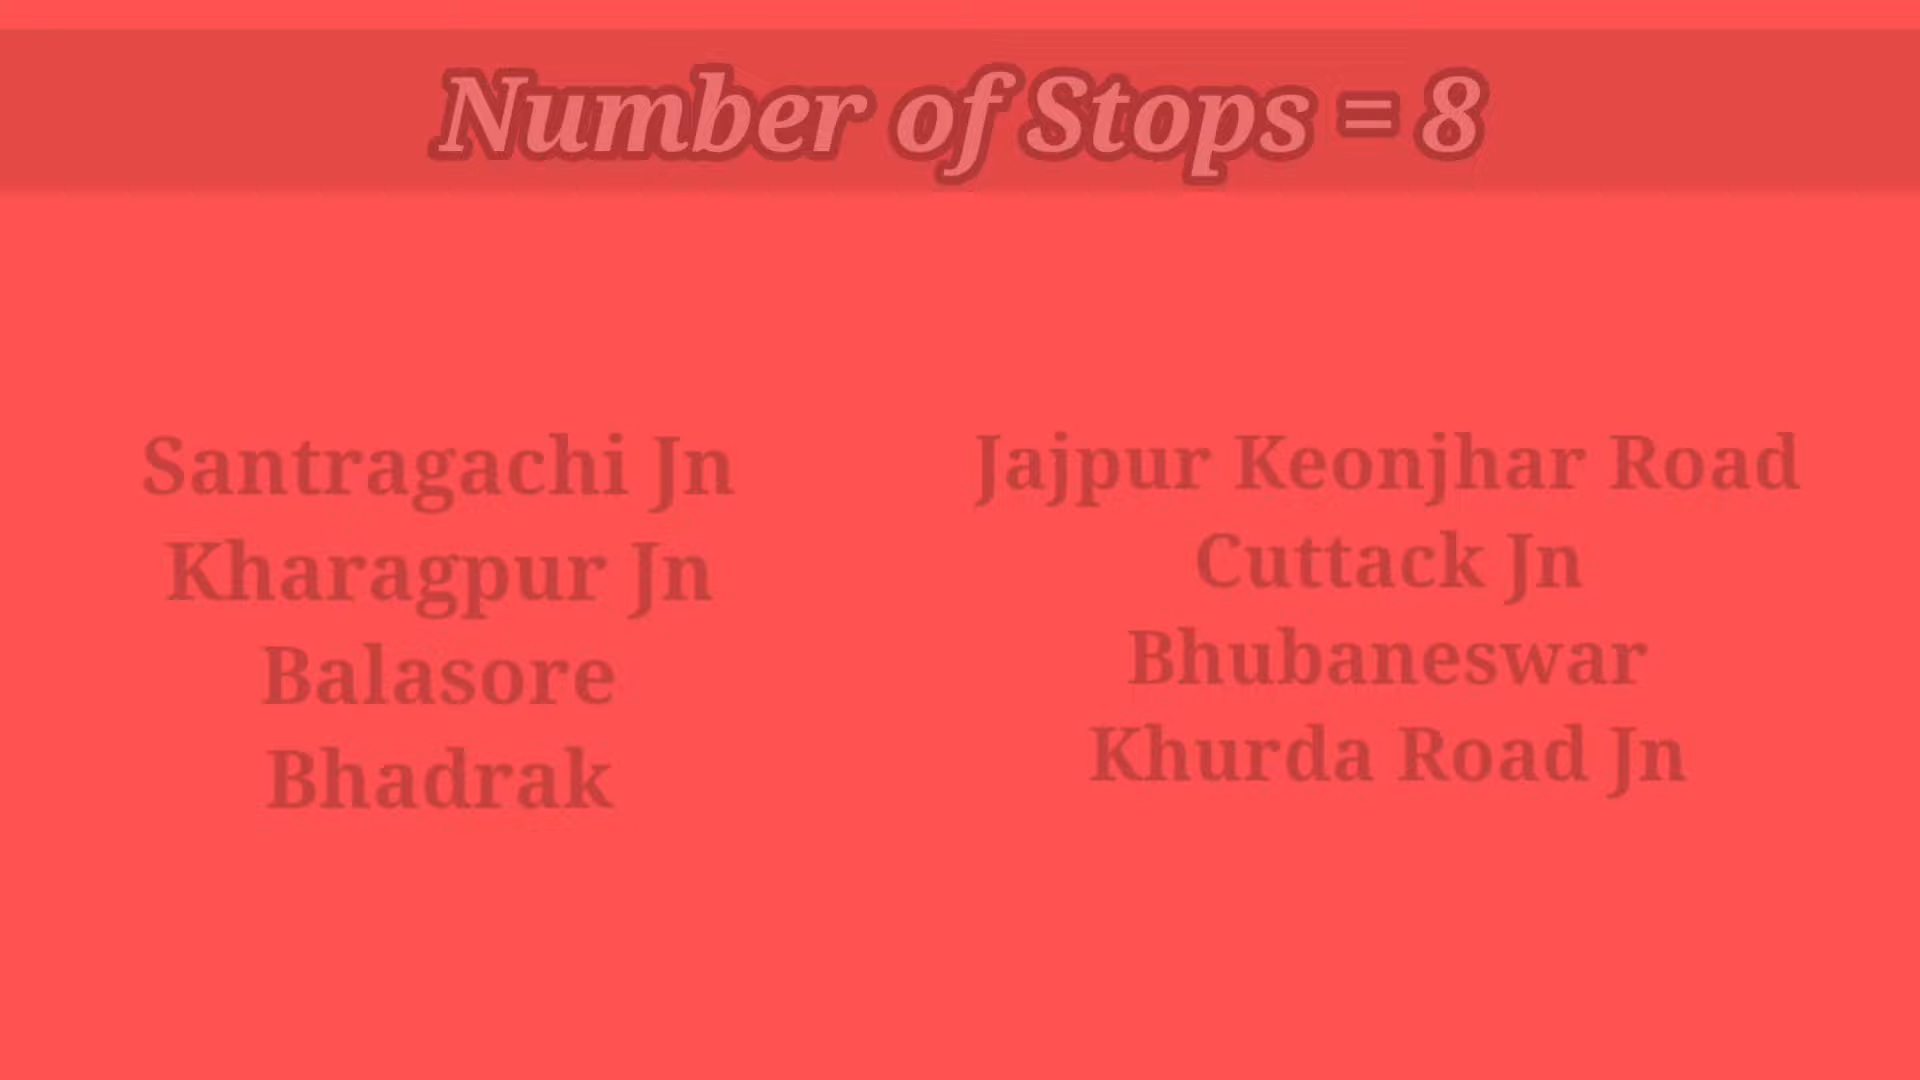 Number of Stops = 8
Santragachi Jn
Kharagpur Jn
Balasore
Bhadrak
Jajpur Keonjhar Road
Cuttack Jn
Bhubaneswar
Khurda Road Jn